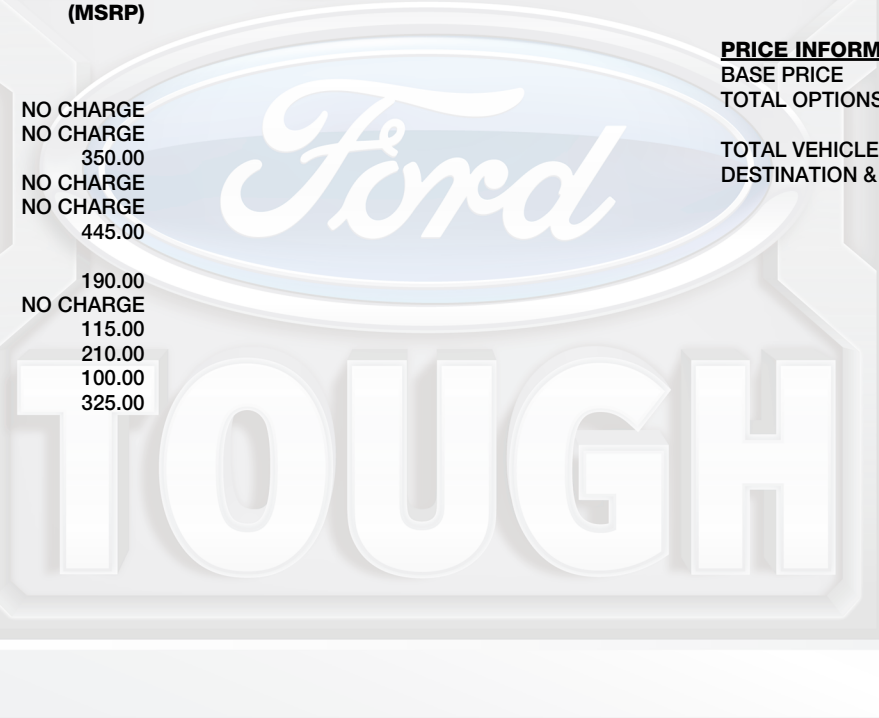 (MSRP)
NO CHARGE
NO CHARGE
350.00
NO CHARGE
NO CHARGE
445.00
190.00
NO CHARGE
115.00
210.00
100.00
325.00
PRICE INFORM
BASE PRICE
TOTAL OPTIONS
TOTAL VEHICLE
DESTINATION &
Ford
TOUGH